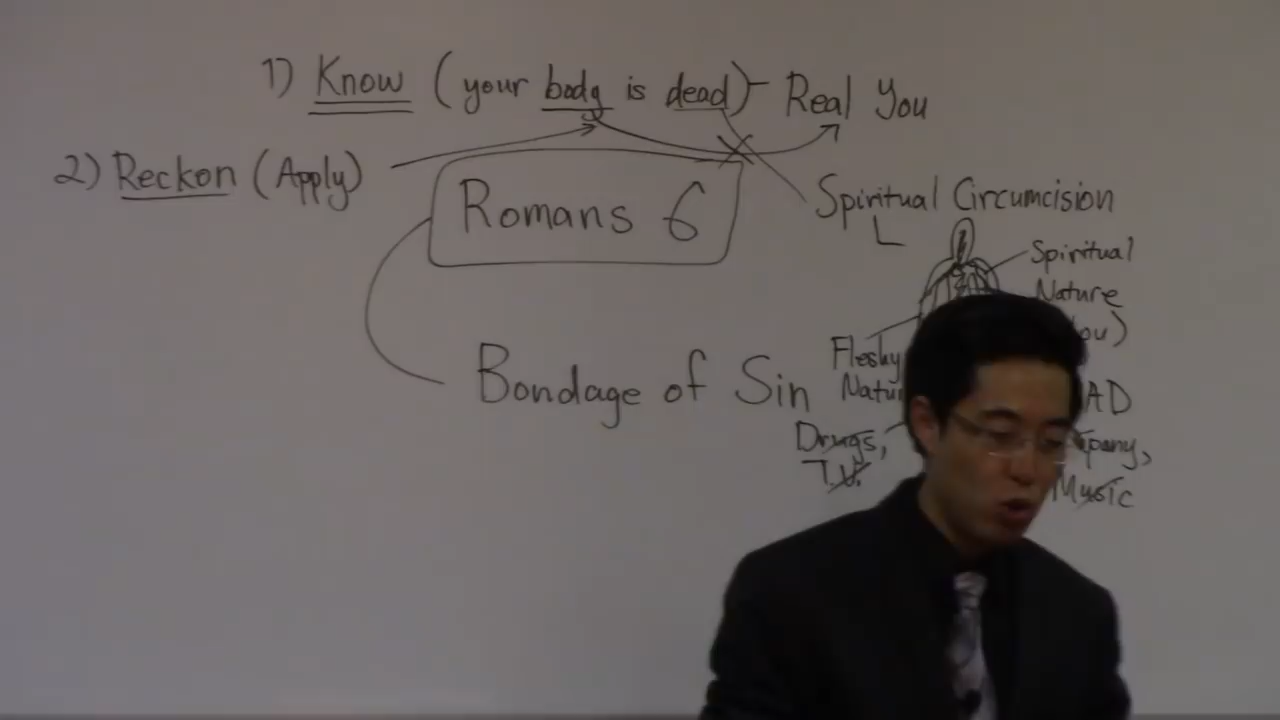 1) Know (your body is dead) - Real You
2) Reckon (Apply)
Romans 6
Spiritual Circumcision
Spiritual
Nature
Fleshy
Bondage of Sin
Drugs,
T.V.
Music